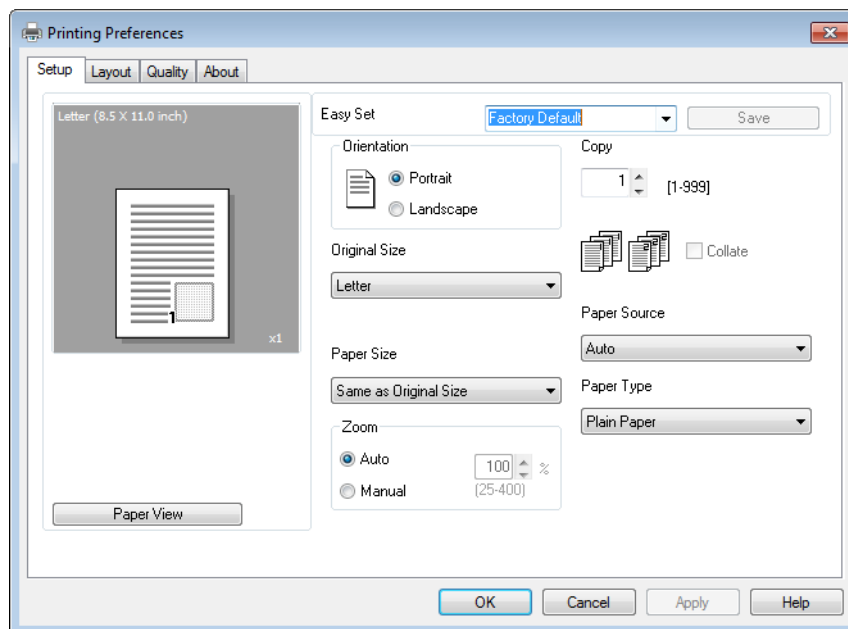 Printing Preferences
Setup Layout Quality About
Letter (8.5 X 11.0 inch)
1
x1
Paper View
Easy Set Factory Default Save
Orientation
Portrait
Landscape
Original Size
Letter
Paper Size
Same as Original Size
Zoom
Auto
Manual
100 %
(25-400)
Copy
1 [1-999]
Collate
Paper Source
Auto
Paper Type
Plain Paper
OK Cancel Apply Help